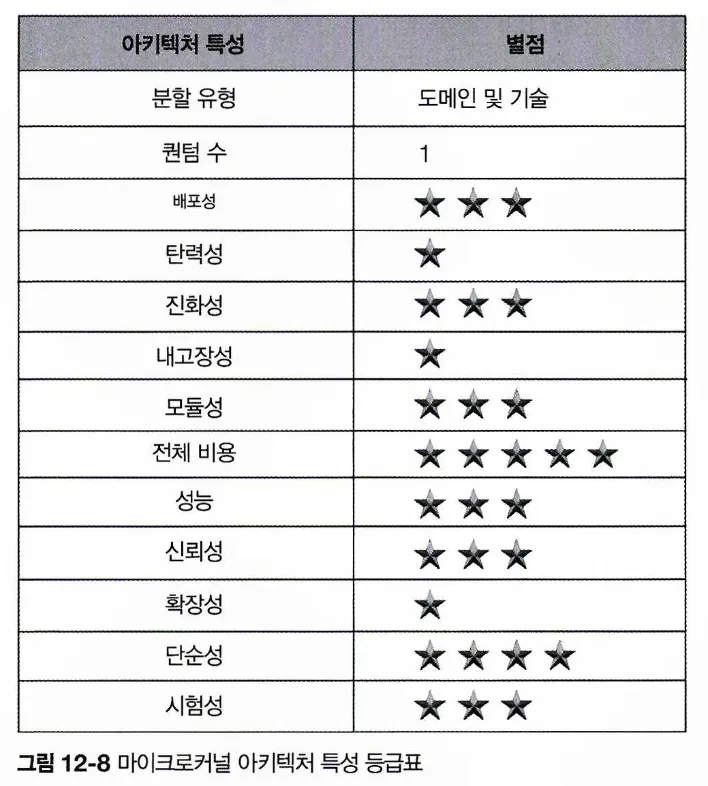 아키텍처 특성 별점
분할 유형 도메인 및 기술
퀀텀 수 1
배포성 ★★★
탄력성 ★
진화성 ★★★
내고장성 ★
모듈성 ★★★
전체 비용 ★★★★★
성능 ★★★
신뢰성 ★★★
확장성 ★
단순성 ★★★★
시험성 ★★★
그림 12-8 마이크로커널 아키텍처 특성 등급표